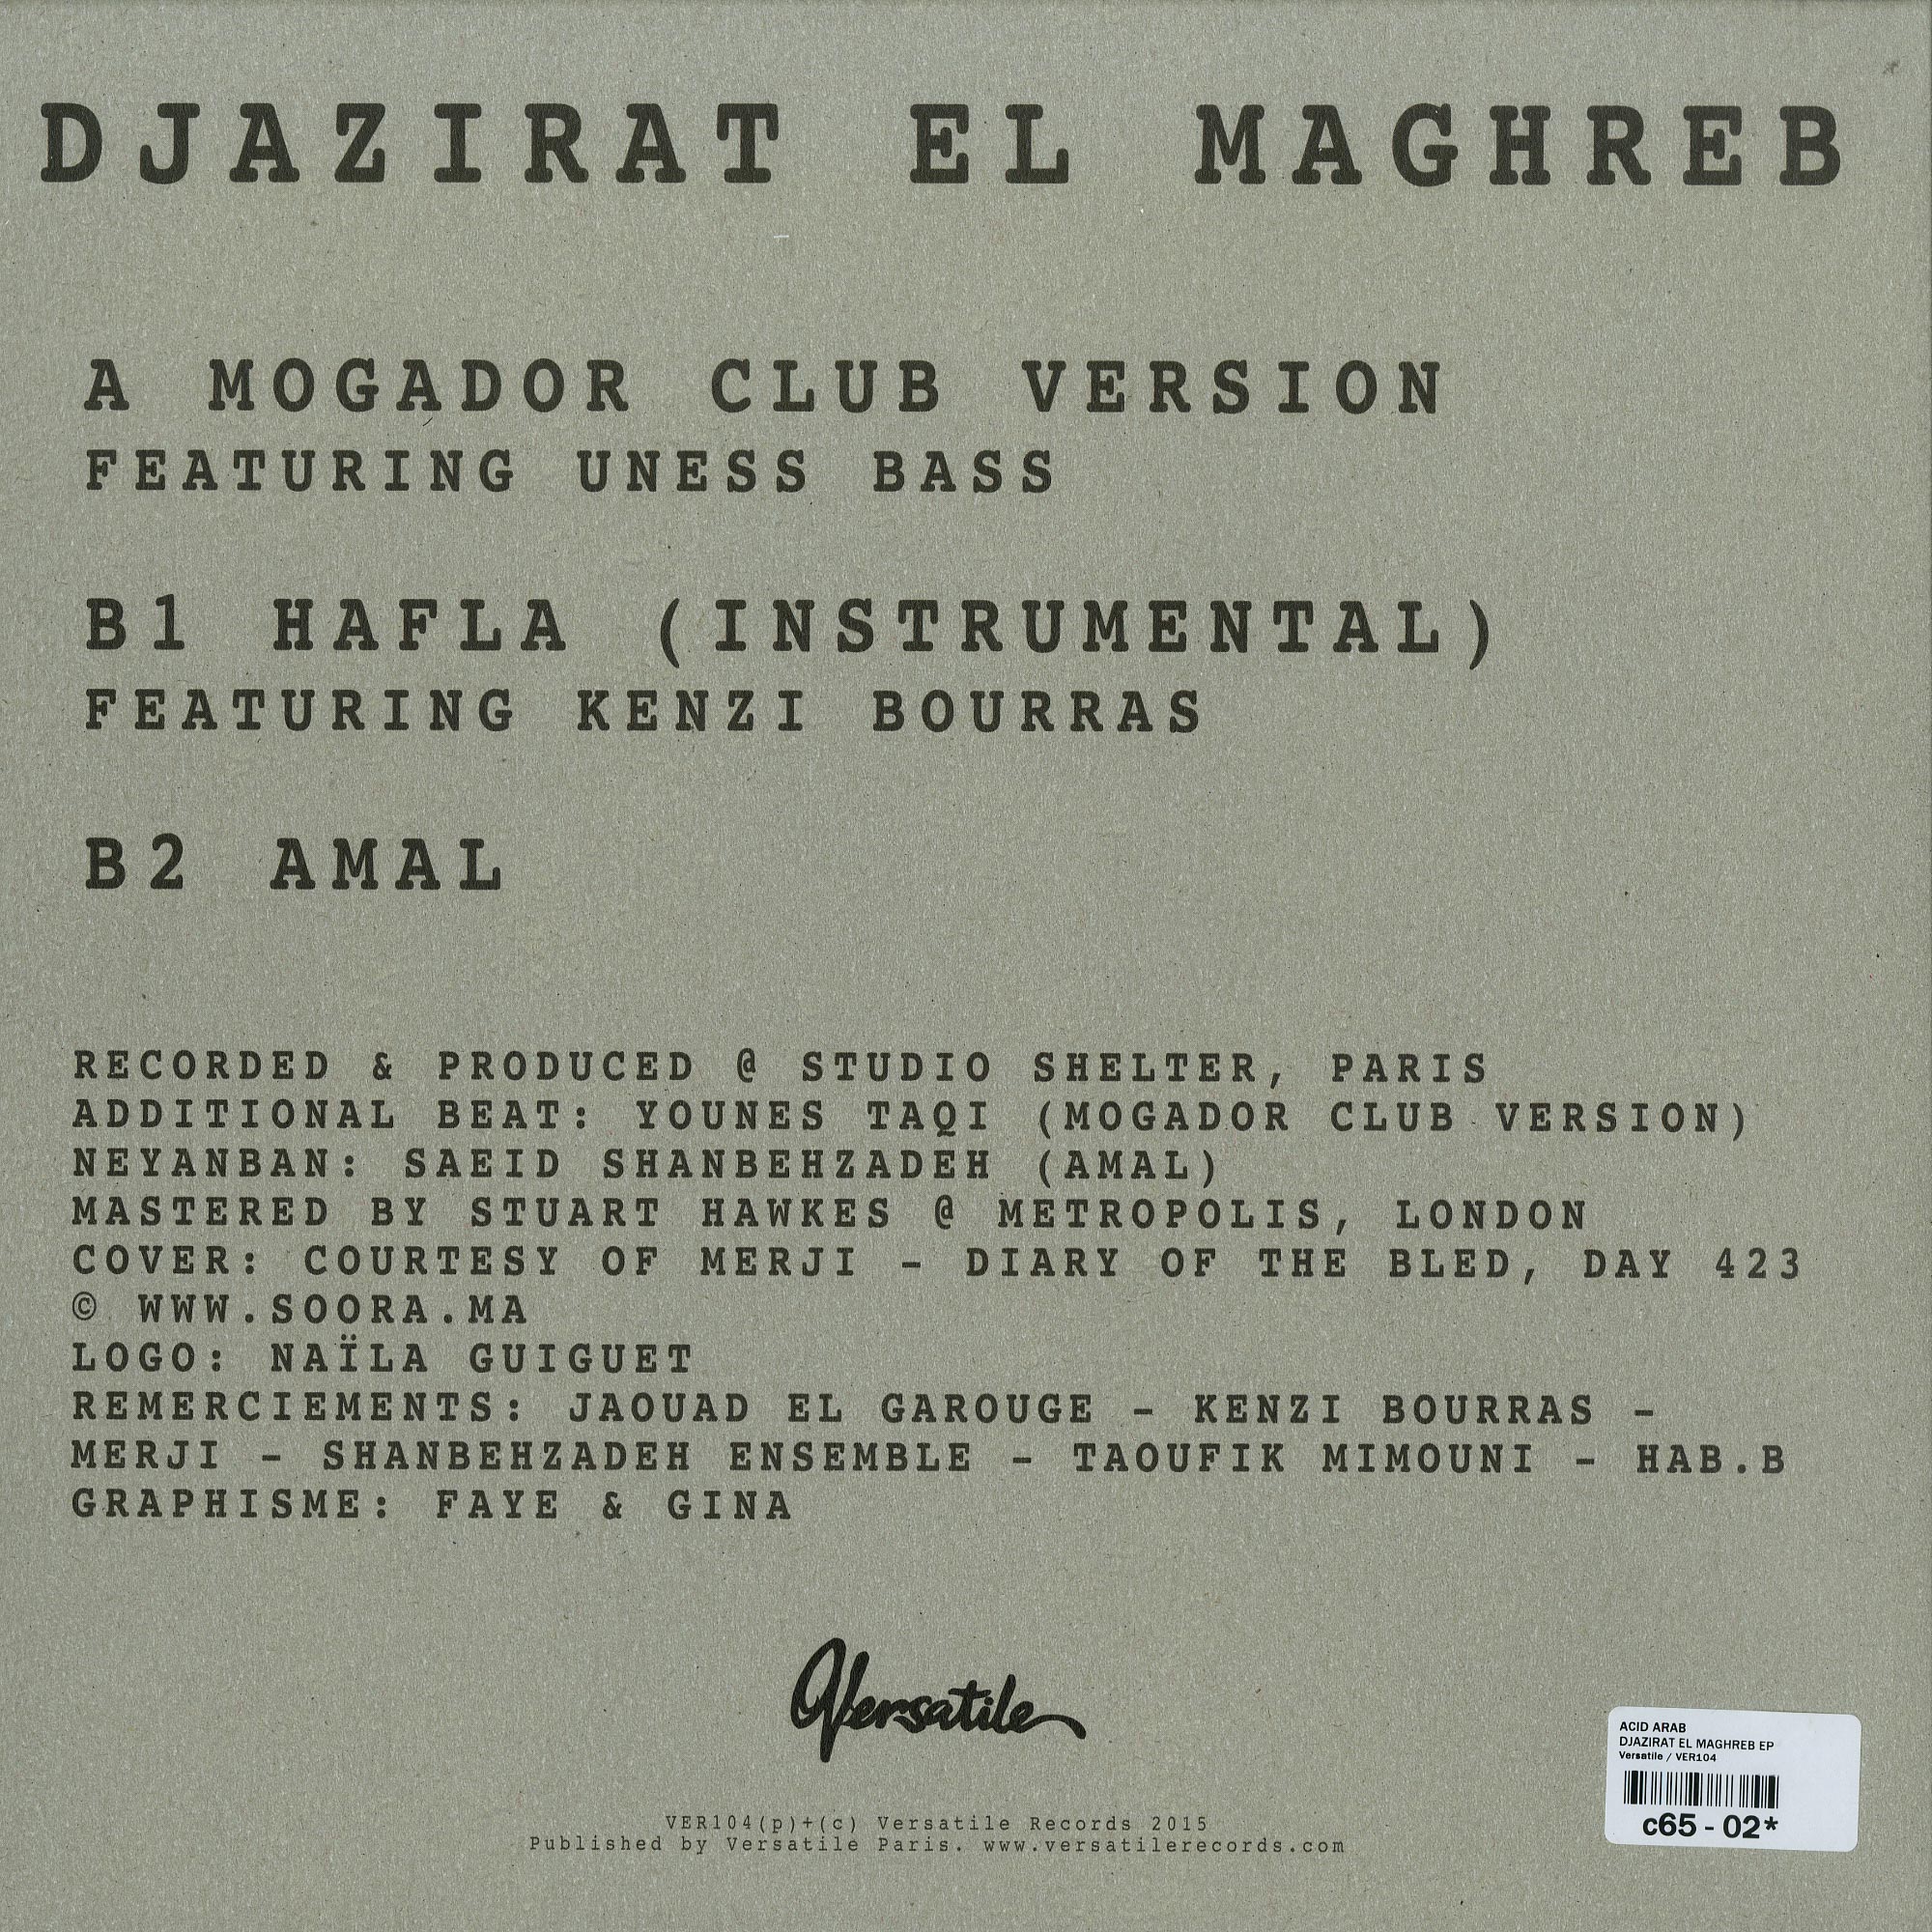 DJAZIRAT EL MAGHREB
A MOGADOR CLUB VERSION
FEATURING UNESS BASS
B1 HAFLA (INSTRUMENTAL)
FEATURING KENZI BOURRAS
B2 AMAL
RECORDED & PRODUCED @ STUDIO SHELTER, PARIS
ADDITIONAL BEAT: YOUNES TAQI (MOGADOR CLUB VERSION)
NEYANBAN: SAEID SHANBEHZADEH (AMAL)
MASTERED BY STUART HAWKES @ METROPOLIS, LONDON
COVER: COURTESY OF MERJI – DIARY OF THE BLED, DAY 423
© WWW.SOORA.MA
LOGO: NAÏLA GUIGUET
REMERCIEMENTS: JAOUAD EL GAROUGE – KENZI BOURRAS –
MERJI – SHANBEHZADEH ENSEMBLE – TAOUFIK MIMOUNI – HAB.B
GRAPHISME: FAYE & GINA
Versatile
VER104(p)+(c) Versatile Records 2015
Published by Versatile Paris. www.versatilerecords.com
ACID ARAB
DJAZIRAT EL MAGHREB EP
Versatile / VER104
c65 - 02*